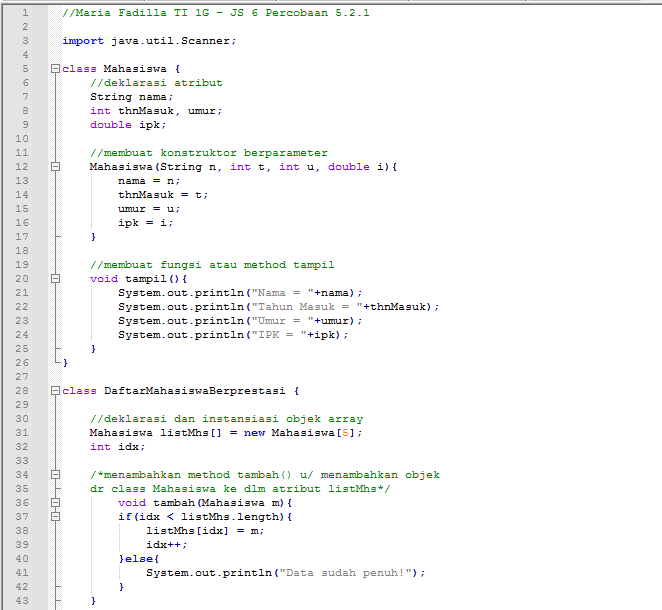 1 //Maria Fadilla TI 1G - JS 6 Percobaan 5.2.1
2
3 import java.util.Scanner;
4
5 class Mahasiswa {
6 //deklarasi atribut
7 String nama;
8 int thnMasuk, umur;
9 double ipk;
10
11 //membuat konstruktor berparameter
12 Mahasiswa(String n, int t, int u, double i){
13 nama = n;
14 thnMasuk = t;
15 umur = u;
16 ipk = i;
17 }
18
19 //membuat fungsi atau method tampil
20 void tampil(){
21 System.out.println("Nama = "+nama);
22 System.out.println("Tahun Masuk = "+thnMasuk);
23 System.out.println("Umur = "+umur);
24 System.out.println("IPK = "+ipk);
25 }
26 }
27
28 class DaftarMahasiswaBerprestasi {
29
30 //deklarasi dan instansiasi objek array
31 Mahasiswa listMhs[] = new Mahasiswa[5];
32 int idx;
33
34 /*menambahkan method tambah() u/ menambahkan objek
35 dr class Mahasiswa ke dlm atribut listMhs*/
36 void tambah(Mahasiswa m){
37 if(idx < listMhs.length){
38 listMhs[idx] = m;
39 idx++;
40 }else{
41 System.out.println("Data sudah penuh!");
42 }
43 }